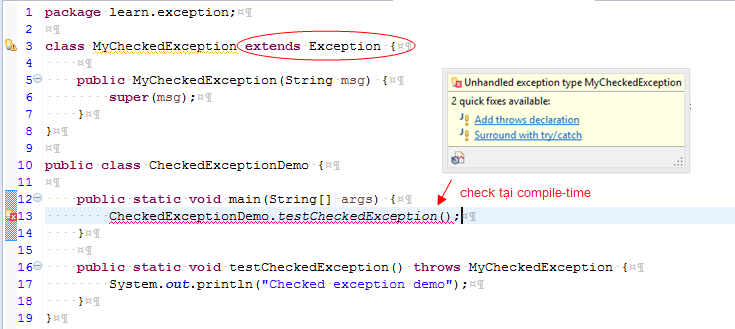 1 package learn.exception;
2
3 class MyCheckedException extends Exception {
4
5 public MyCheckedException(String msg) {
6 super(msg);
7 }
8 }
9
10 public class CheckedExceptionDemo {
11
12 public static void main(String[] args) {
13 CheckedExceptionDemo.testCheckedException();
14 }
15
16 public static void testCheckedException() throws MyCheckedException {
17 System.out.println("Checked exception demo");
18 }
19 }
Unhandled exception type MyCheckedException
2 quick fixes available:
Add throws declaration
Surround with try/catch
check tại compile-time